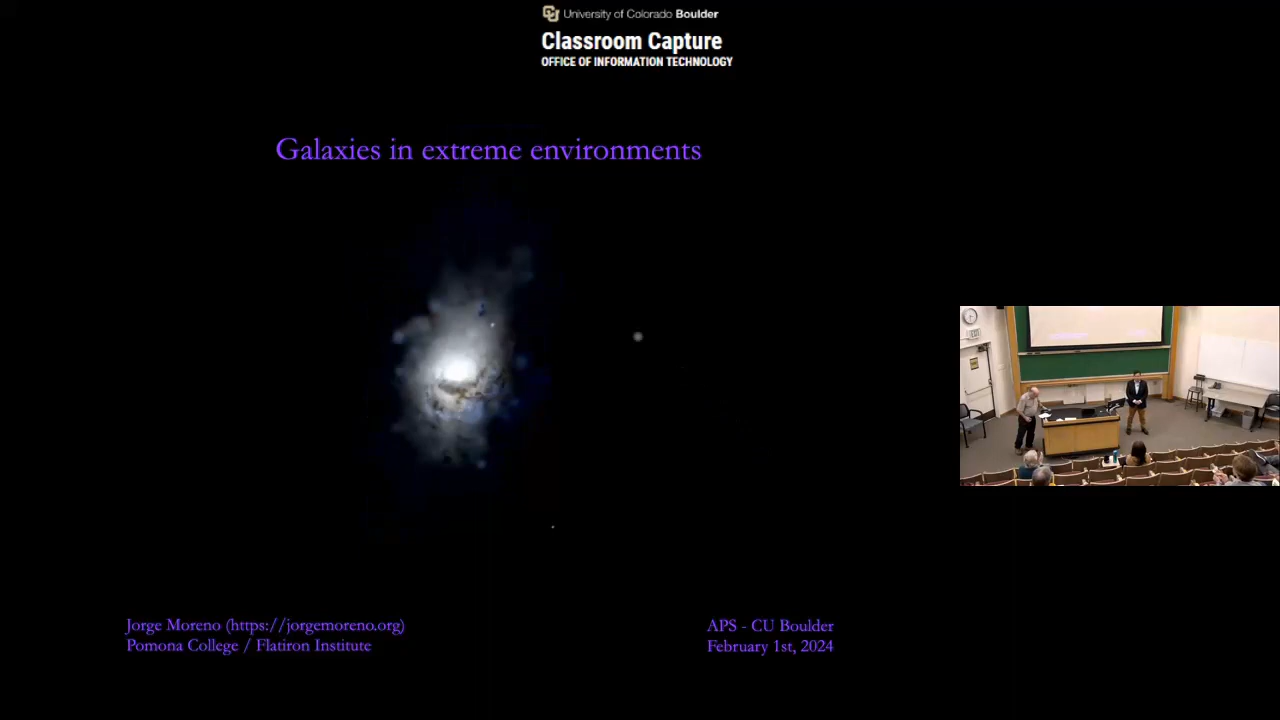 University of Colorado Boulder
Classroom Capture
OFFICE OF INFORMATION TECHNOLOGY
Galaxies in extreme environments
Jorge Moreno (https://jorgemoreno.org)
Pomona College / Flatiron Institute
APS - CU Boulder
February 1st, 2024